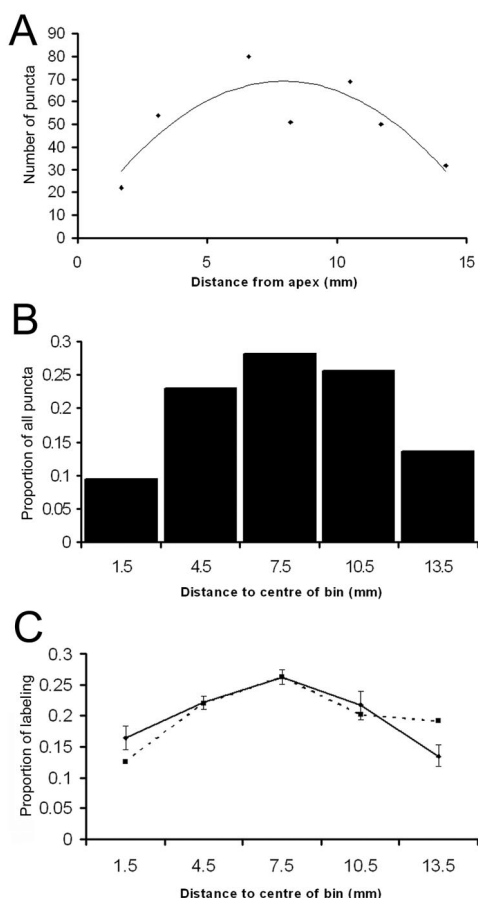 A
Number of puncta
90
80
70
60
50
40
30
20
10
0
0 5 10 15
Distance from apex (mm)
B
Proportion of all puncta
0.3
0.25
0.2
0.15
0.1
0.05
0
1.5 4.5 7.5 10.5 13.5
Distance to centre of bin (mm)
C
Proportion of labeling
0.3
0.25
0.2
0.15
0.1
0.05
0
1.5 4.5 7.5 10.5 13.5
Distance to centre of bin (mm)